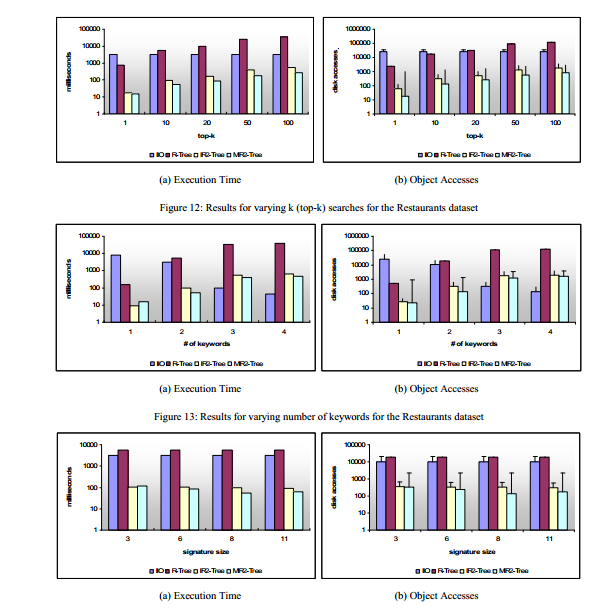 100000
10000
1000
100
10
1
milliseconds
1 10 20 50 100
top-k
IIO R-Tree IR2-Tree MIR2-Tree
1000000
100000
10000
1000
100
10
1
disk accesses
1 10 20 50 100
top-k
IIO R-Tree IR2-Tree MIR2-Tree
(a) Execution Time (b) Object Accesses
Figure 12: Results for varying k (top-k) searches for the Restaurants dataset
100000
10000
1000
100
10
1
milliseconds
1 2 3 4
# of keywords
IIO R-Tree IR2-Tree MIR2-Tree
1000000
100000
10000
1000
100
10
1
disk accesses
1 2 3 4
# of keywords
IIO R-Tree IR2-Tree MIR2-Tree
(a) Execution Time (b) Object Accesses
Figure 13: Results for varying number of keywords for the Restaurants dataset
10000
1000
100
10
1
milliseconds
3 6 8 11
signature size
IIO R-Tree IR2-Tree MIR2-Tree
100000
10000
1000
100
10
1
disk accesses
3 6 8 11
signature size
IIO R-Tree IR2-Tree MIR2-Tree
(a) Execution Time (b) Object Accesses